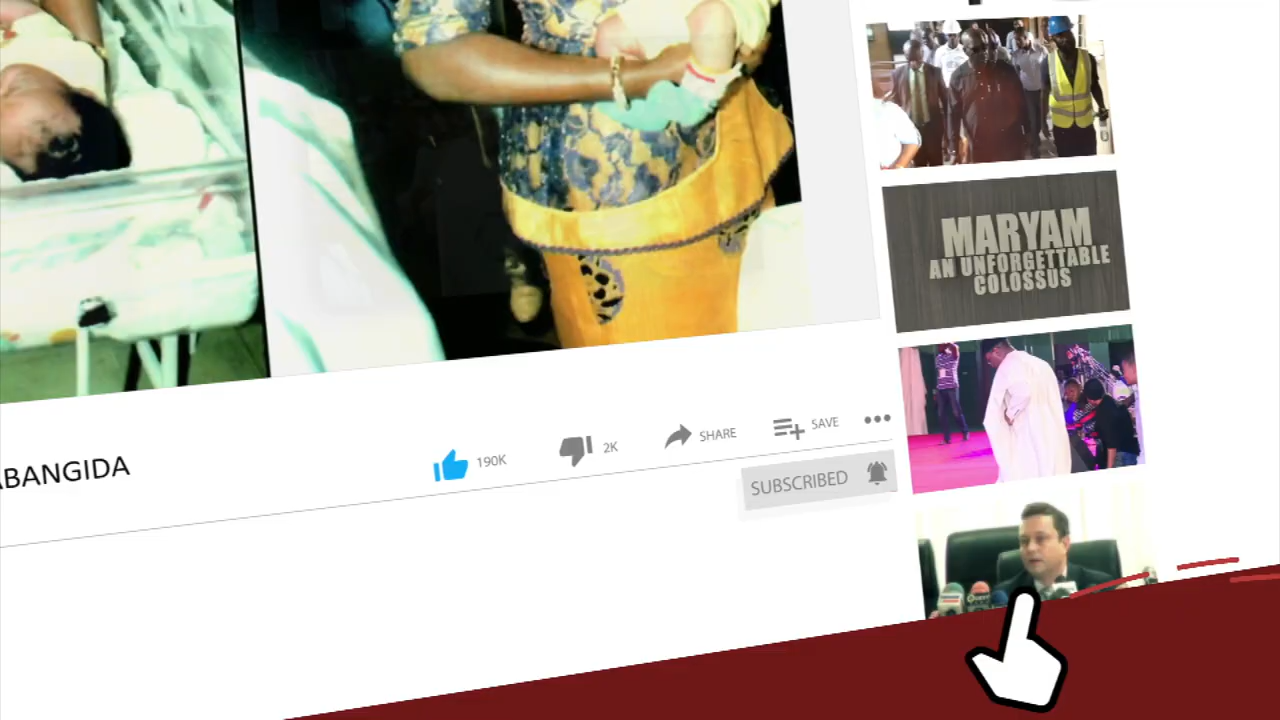 ABANGIDA
190K
2K
SHARE
SAVE
SUBSCRIBED
MARYAM
AN UNFORGETTABLE
COLOSSUS